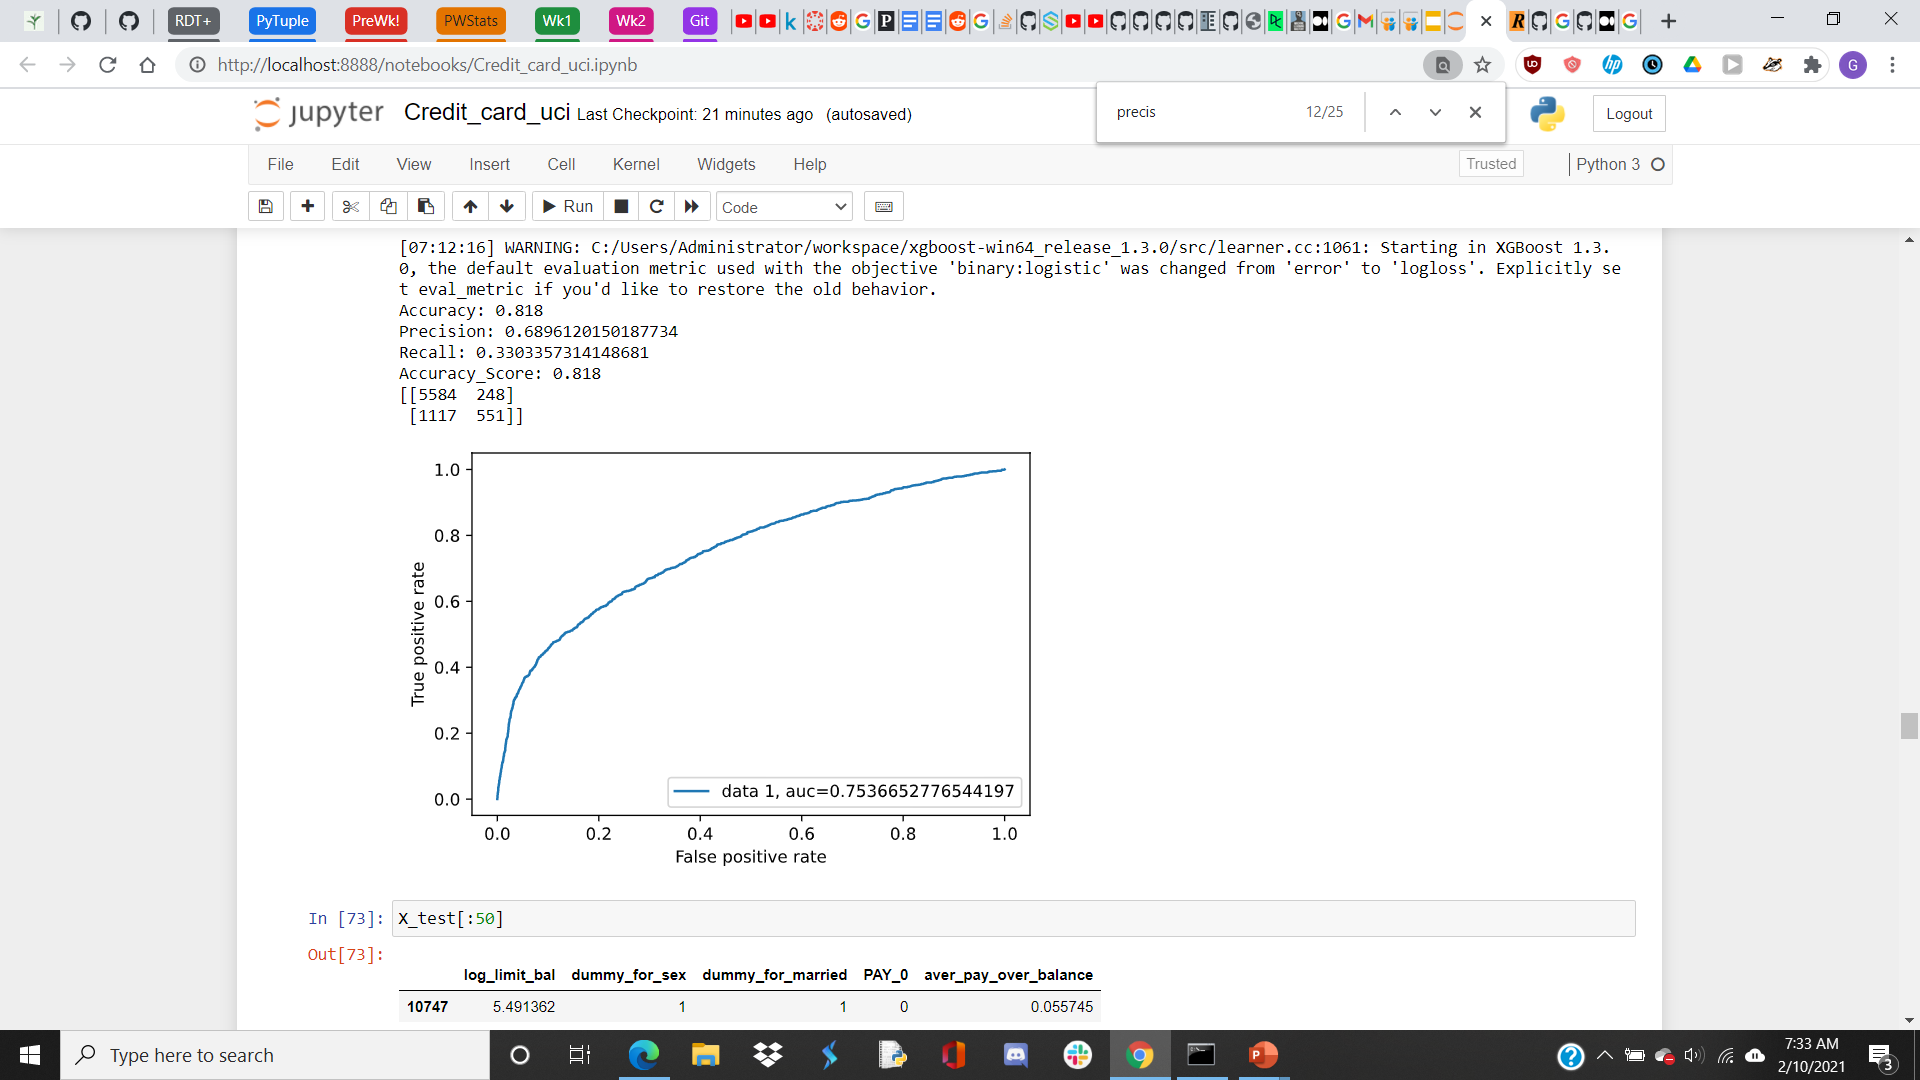 RDT+ PyTuple PreWk! PWStats Wk1 Wk2 Git
http://localhost:8888/notebooks/Credit_card_uci.ipynb
G
precis 12/25
jupyter Credit_card_uci Last Checkpoint: 21 minutes ago (autosaved)
Logout
File Edit View Insert Cell Kernel Widgets Help
Trusted
Python 3
Run
Code
[07:12:16] WARNING: C:/Users/Administrator/workspace/xgboost-win64_release_1.3.0/src/learner.cc:1061: Starting in XGBoost 1.3.
0, the default evaluation metric used with the objective 'binary:logistic' was changed from 'error' to 'logloss'. Explicitly se
t eval_metric if you'd like to restore the old behavior.
Accuracy: 0.818
Precision: 0.6896120150187734
Recall: 0.3303357314148681
Accuracy_Score: 0.818
[[5584 248]
[1117 551]]
1.0
0.8
0.6
0.4
0.2
0.0
True positive rate
data 1, auc=0.7536652776544197
0.0 0.2 0.4 0.6 0.8 1.0
False positive rate
In [73]: X_test[:50]
Out[73]:
log_limit_bal dummy_for_sex dummy_for_married PAY_0 aver_pay_over_balance
10747 5.491362 1 1 0 0.055745
Type here to search
7:33 AM
2/10/2021
3